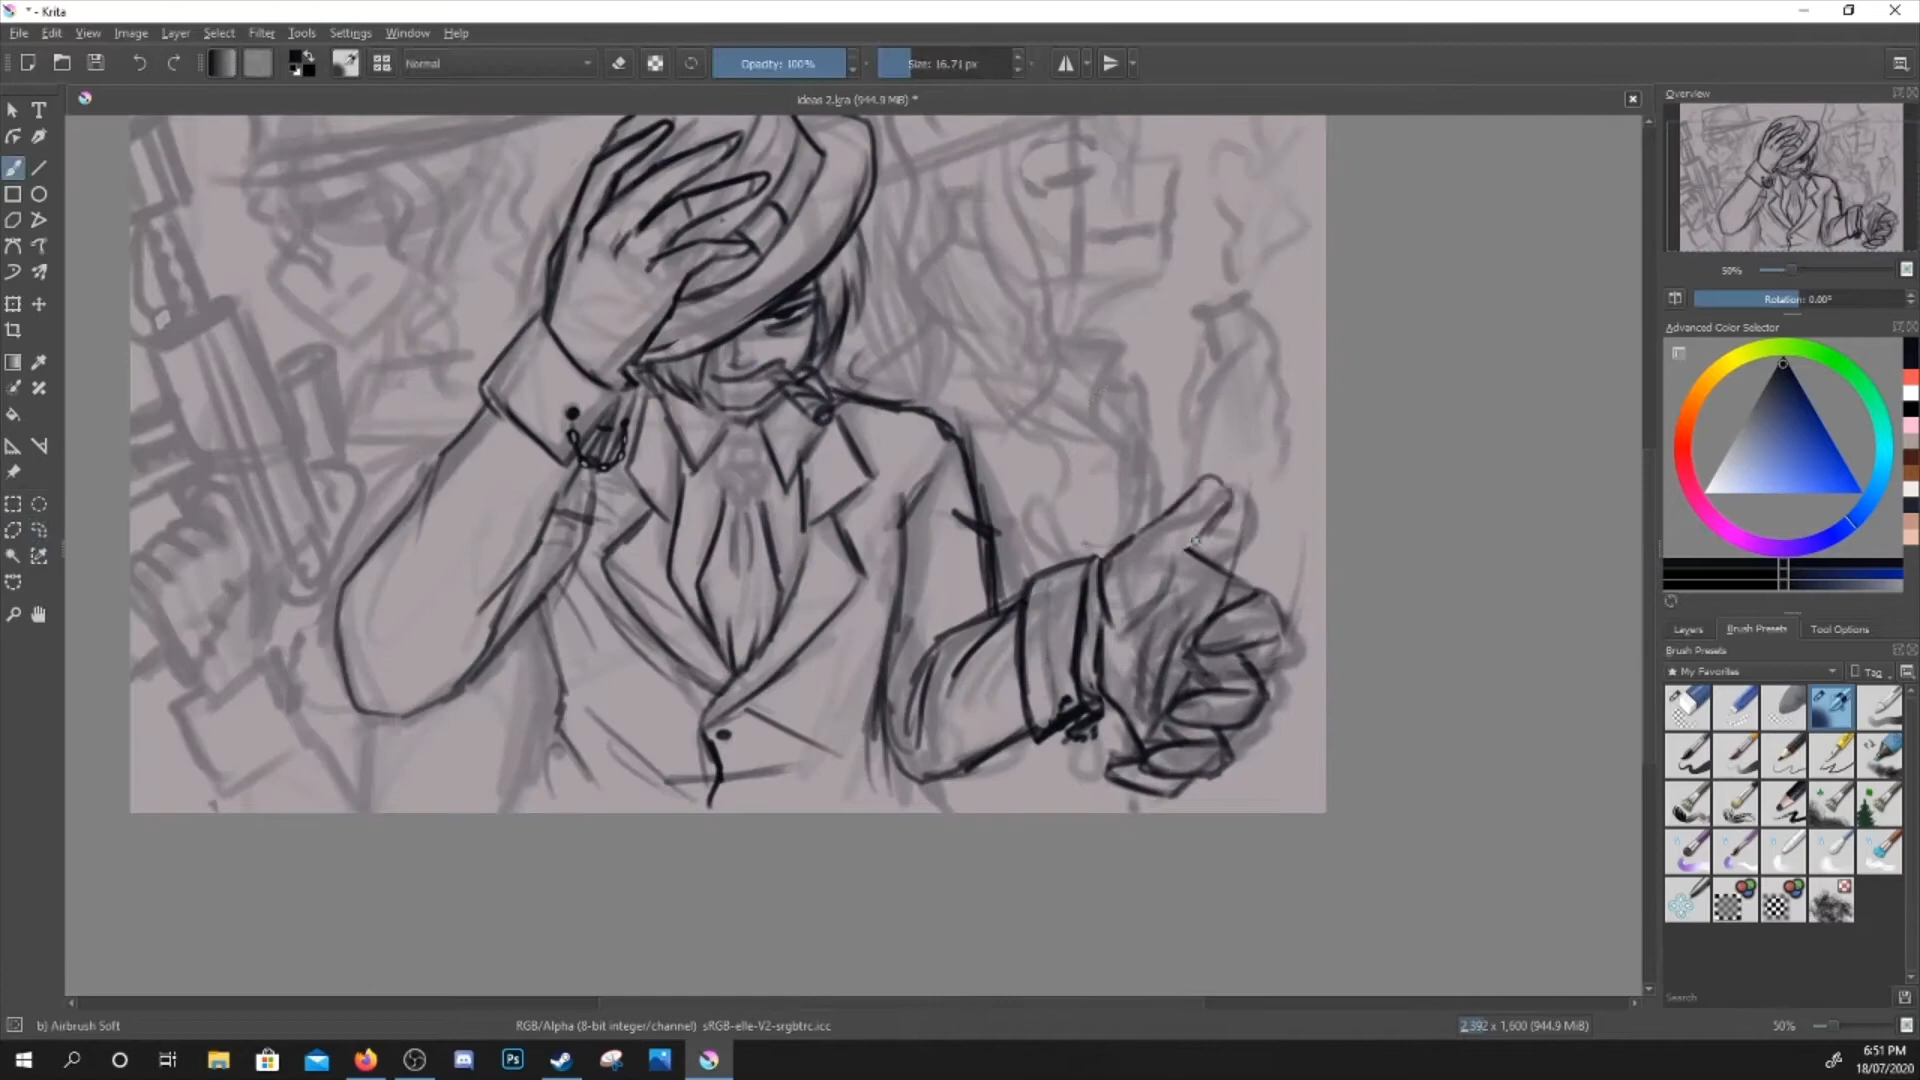 * - Krita
File Edit View Image Layer Select Filter Tools Settings Window Help
Normal
Opacity: 100%
Size: 16.71 px
ideas 2.kra (944.9 MiB) *
Overview
50%
Rotation: 0.00°
Advanced Color Selector
Layers Brush Presets Tool Options
Brush Presets
My Favorites
Tag
Search
b) Airbrush Soft
RGB/Alpha (8-bit integer/channel) sRGB-elle-V2-srgbtrc.icc
2,392 x 1,600 (944.9 MiB)
50%
Ps
6:51 PM
18/07/2020